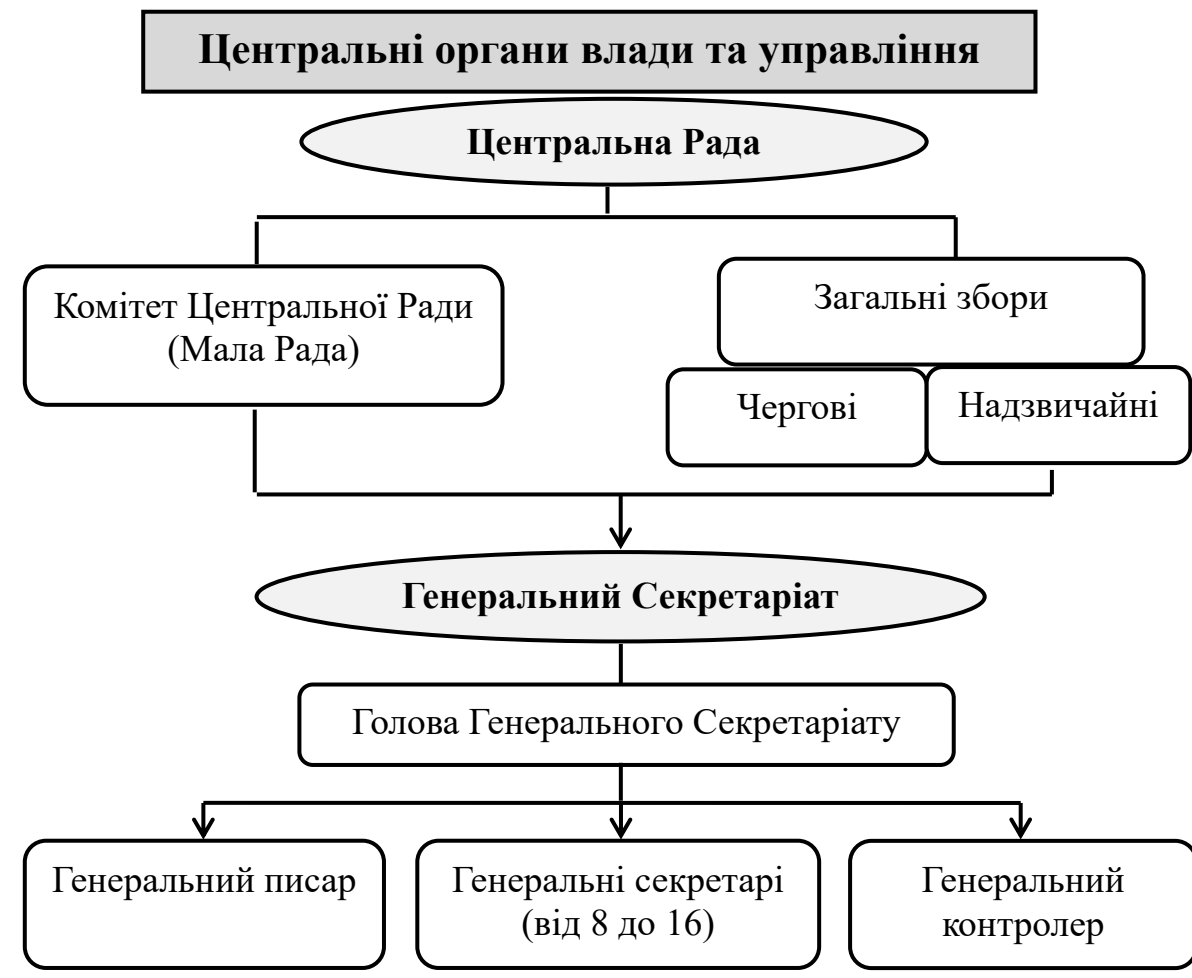 Центральні органи влади та управління
Центральна Рада
Комітет Центральної Ради
(Мала Рада)
Загальні збори
Чергові
Надзвичайні
Генеральний Секретаріат
Голова Генерального Секретаріату
Генеральний писар
Генеральні секретарі
(від 8 до 16)
Генеральний
контролер